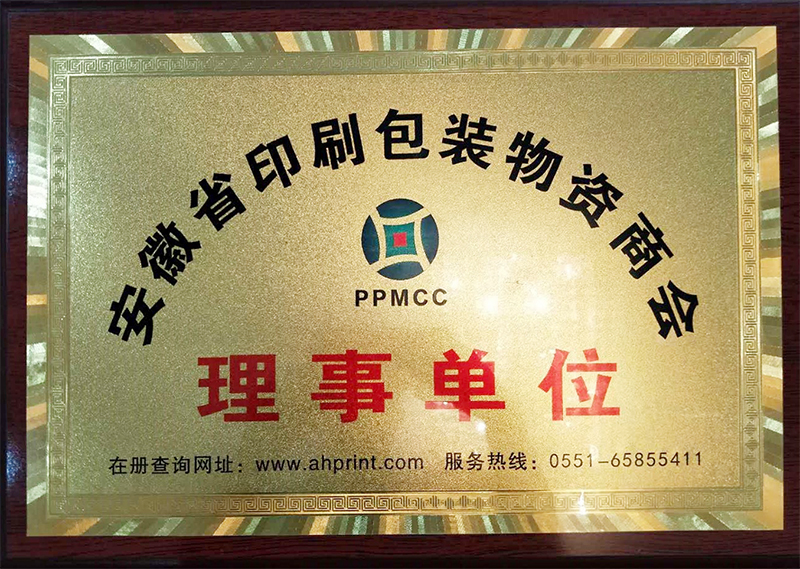 安徽省印刷包装物资商会
PPMCC
理事单位
在册查询网址：www.ahprint.com 服务热线：0551-65855411